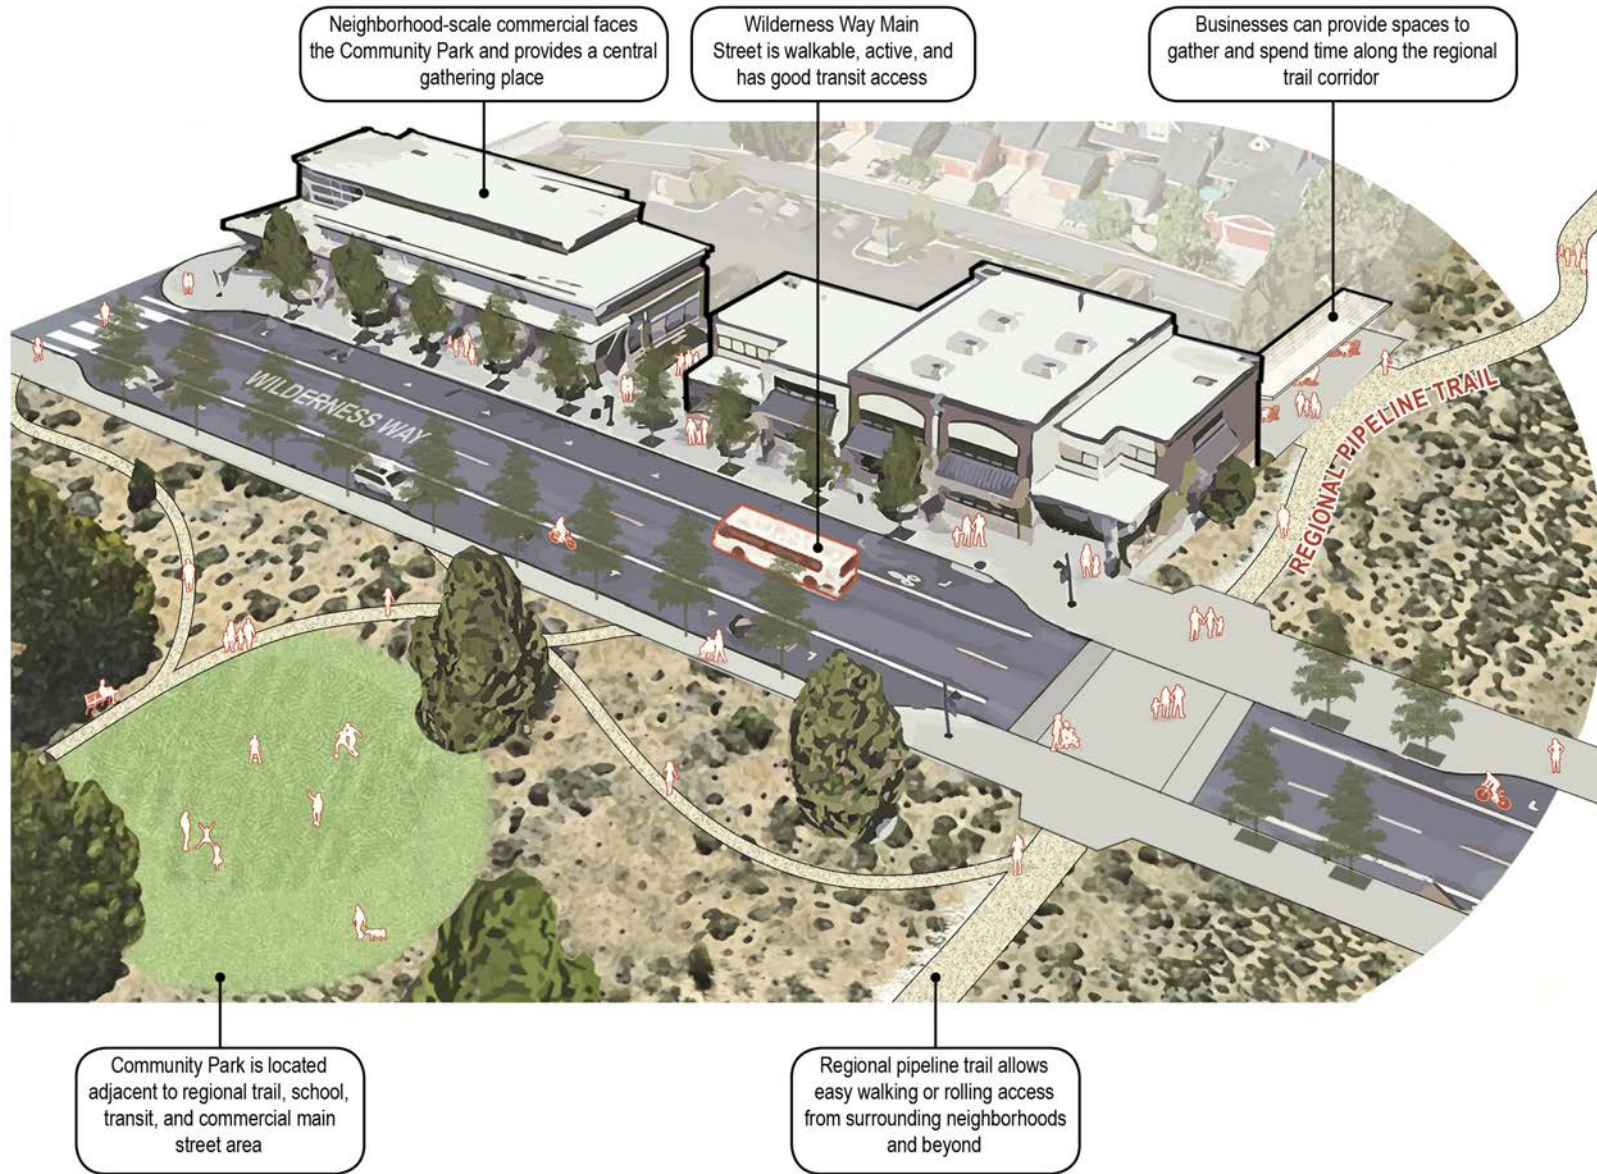 Neighborhood-scale commercial faces
the Community Park and provides a central
gathering place
Wilderness Way Main
Street is walkable, active, and
has good transit access
Businesses can provide spaces to
gather and spend time along the regional
trail corridor
WILDERNESS WAY
REGIONAL PIPELINE TRAIL
Community Park is located
adjacent to regional trail, school,
transit, and commercial main
street area
Regional pipeline trail allows
easy walking or rolling access
from surrounding neighborhoods
and beyond